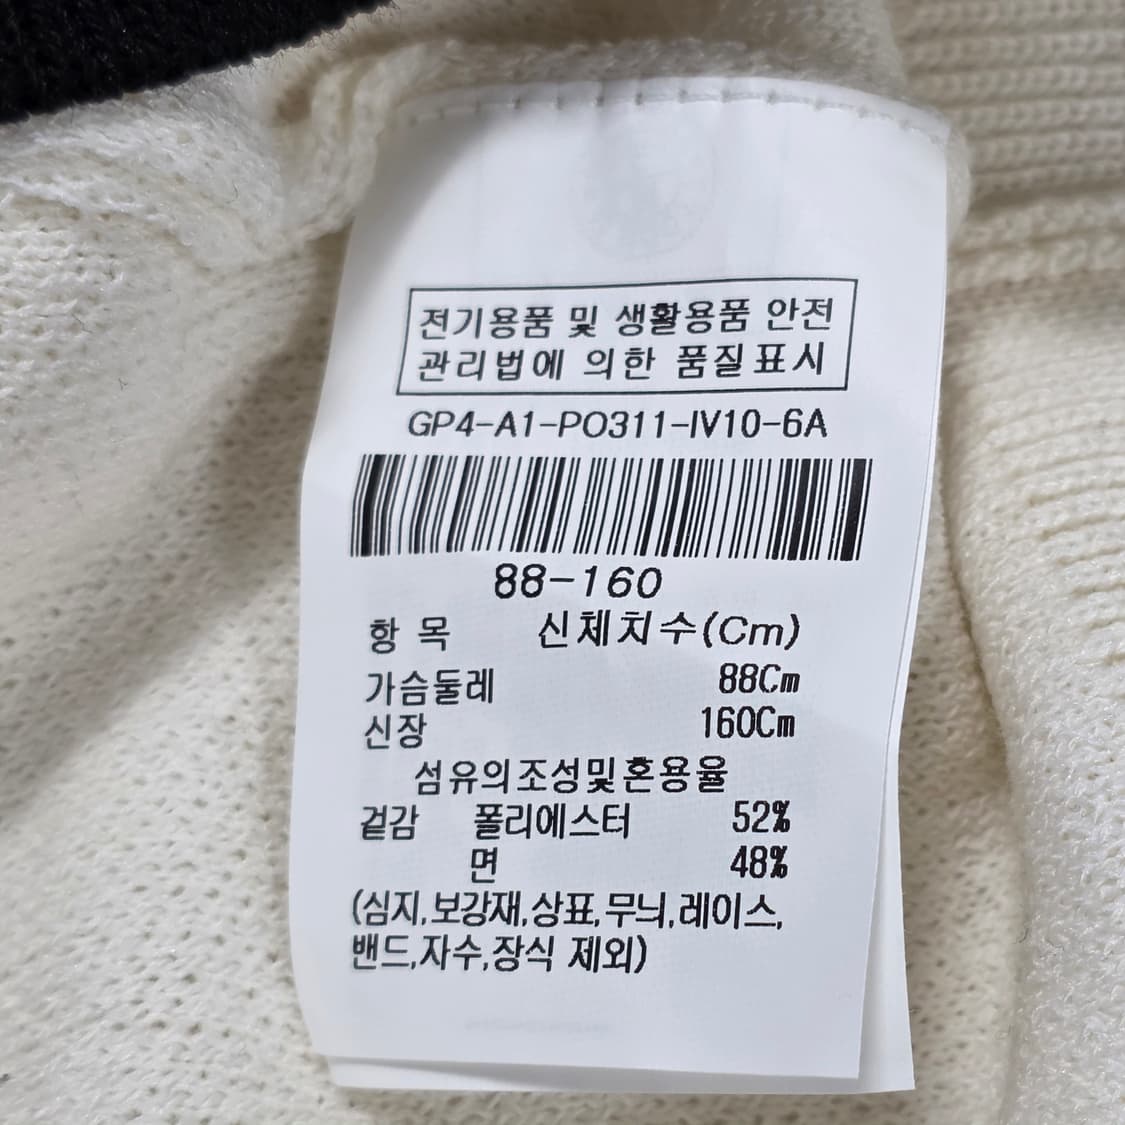 전기용품 및 생활용품 안전
관리법에 의한 품질표시
GP4-A1-PO311-IV10-6A
88-160
항 목 신체치수(Cm)
가슴둘레 88Cm
신장 160Cm
섬유의조성및혼용율
겉감 폴리에스터 52%
면 48%
(심지,보강재,상표,무늬,레이스,
밴드,자수,장식 제외)